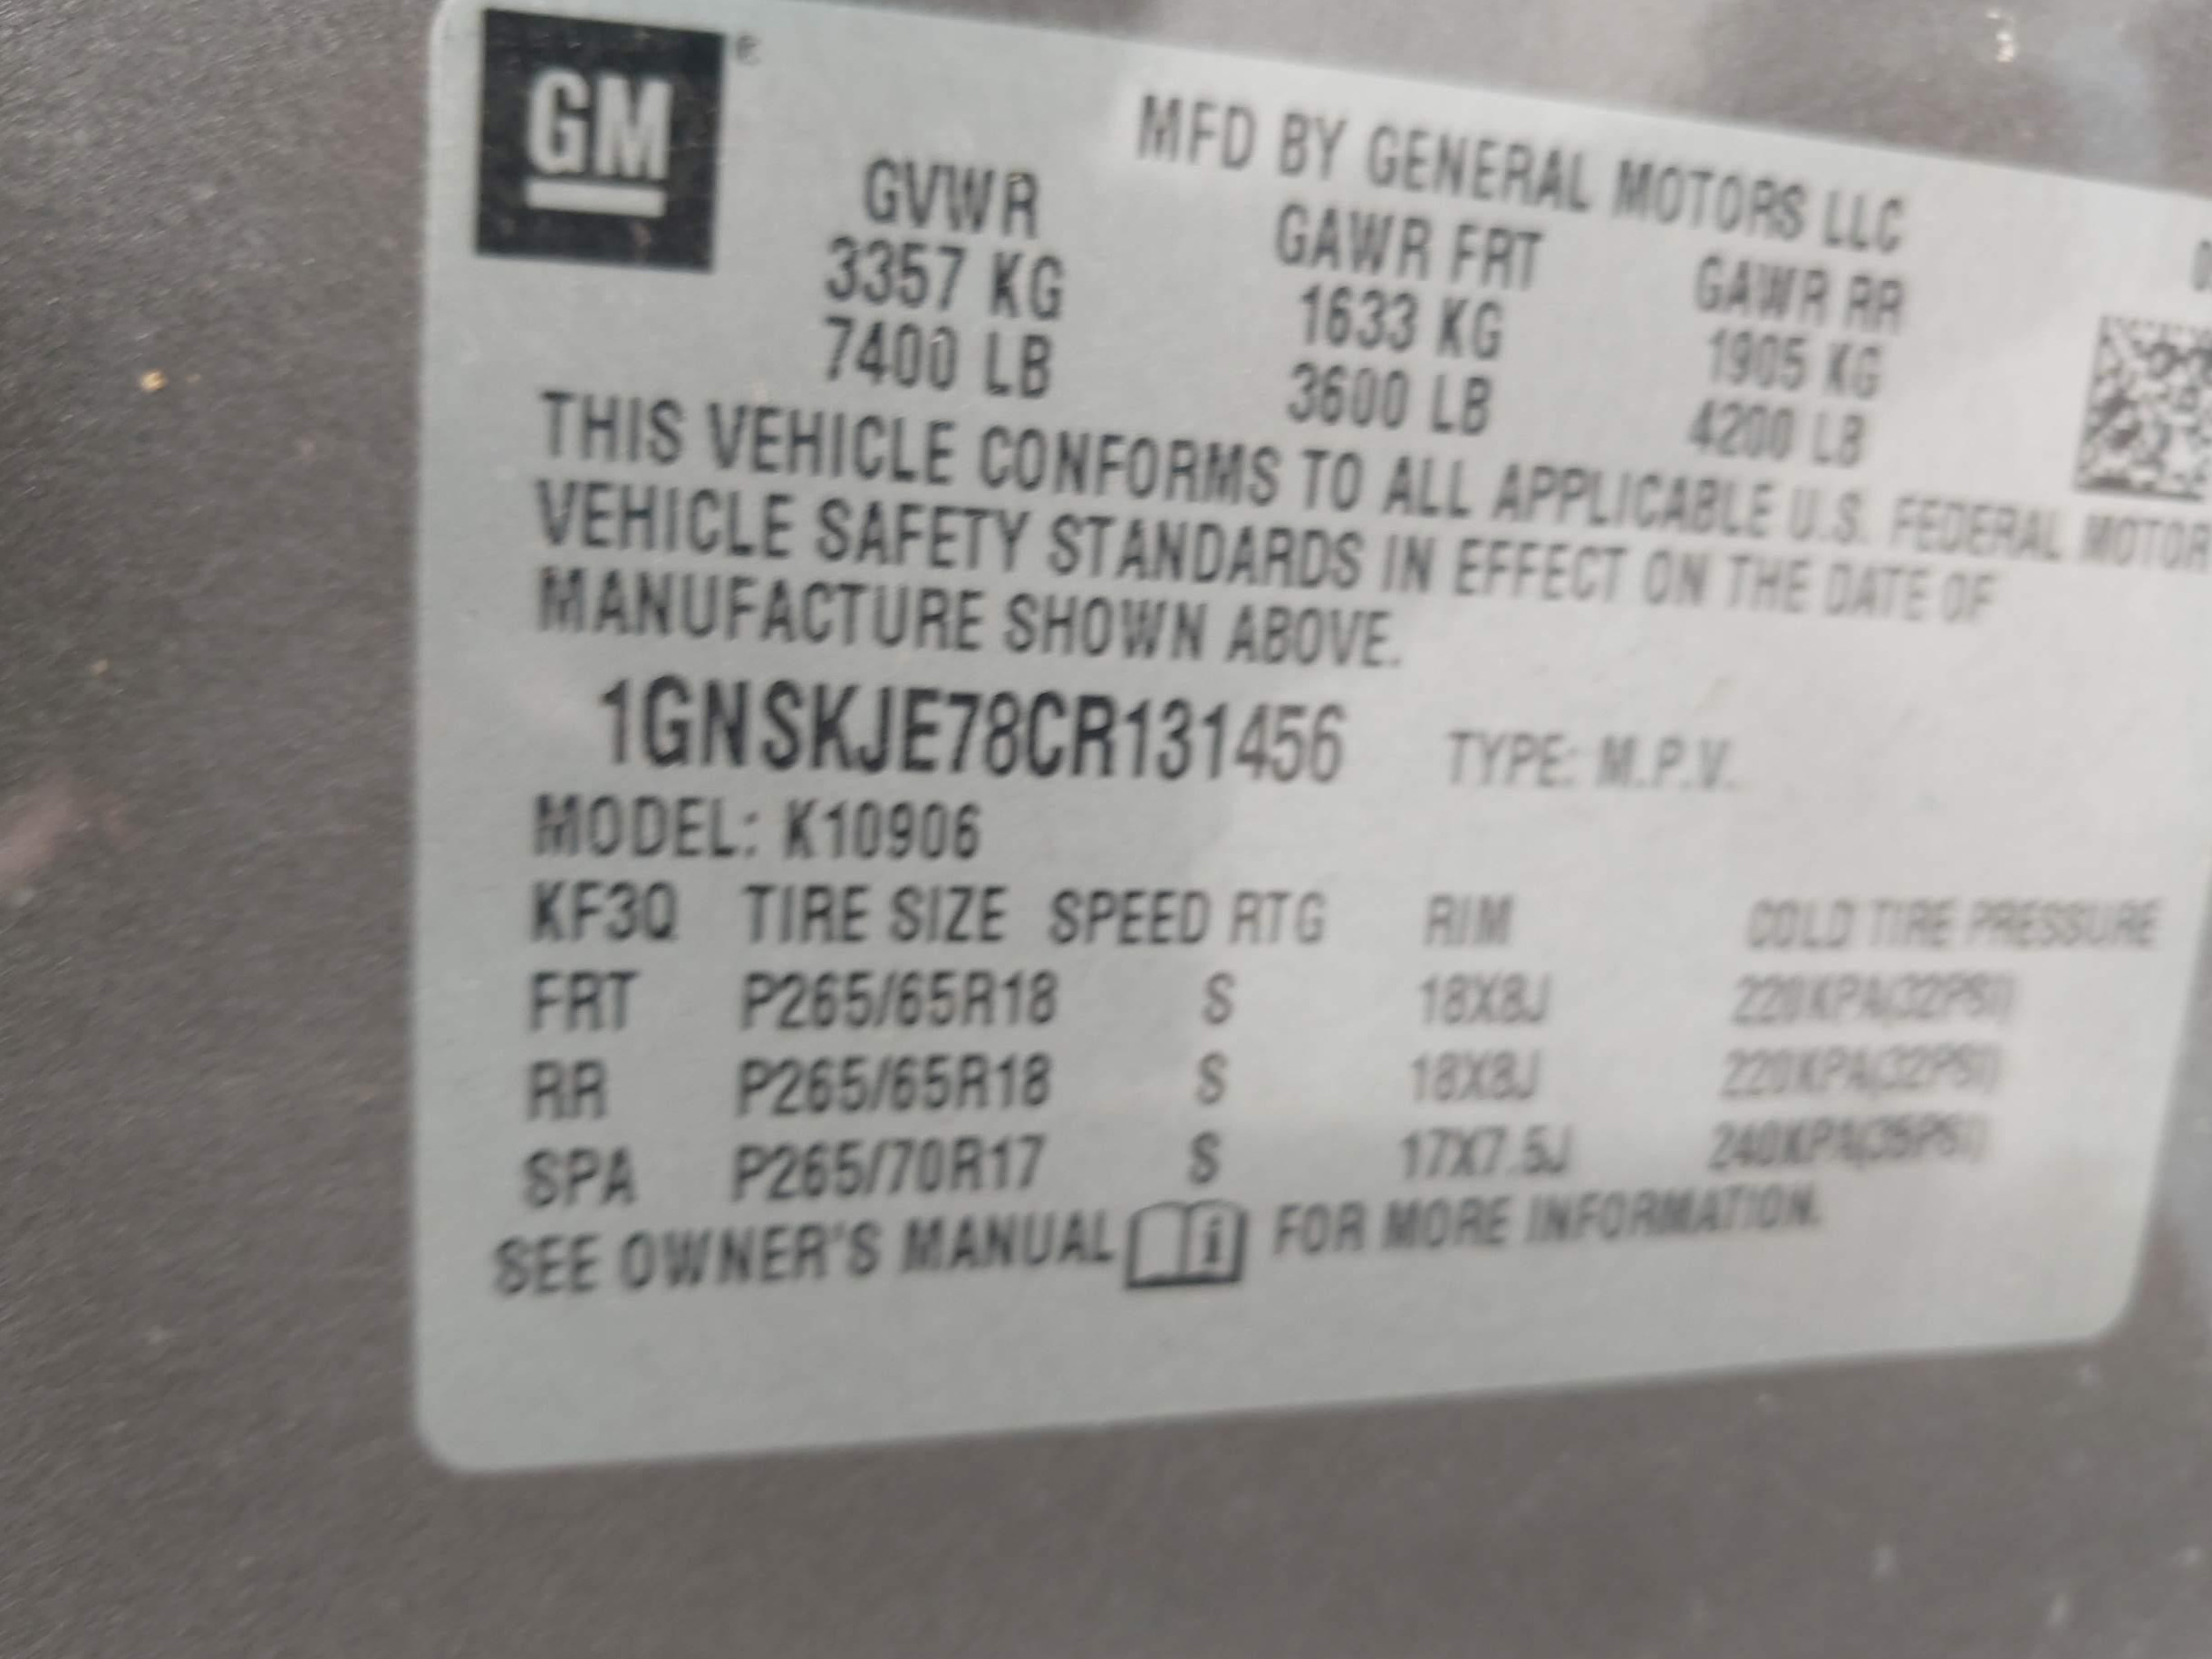 GM
MFD BY GENERAL MOTORS LLC
GVWR GAWR FRT GAWR RR
3357 KG 1633 KG 1905 KG
7400 LB 3600 LB 4200 LB
THIS VEHICLE CONFORMS TO ALL APPLICABLE U.S. FEDERAL MOTOR
VEHICLE SAFETY STANDARDS IN EFFECT ON THE DATE OF
MANUFACTURE SHOWN ABOVE.
1GNSKJE78CR131456 TYPE: M.P.V.
MODEL: K10906
KF3Q TIRE SIZE SPEED RTG RIM COLD TIRE PRESSURE
FRT P265/65R18 S 18X8J 220KPA(32PSI)
RR P265/65R18 S 18X8J 220KPA(32PSI)
SPA P265/70R17 S 17X7.5J 240KPA(35PSI)
SEE OWNER'S MANUAL FOR MORE INFORMATION.